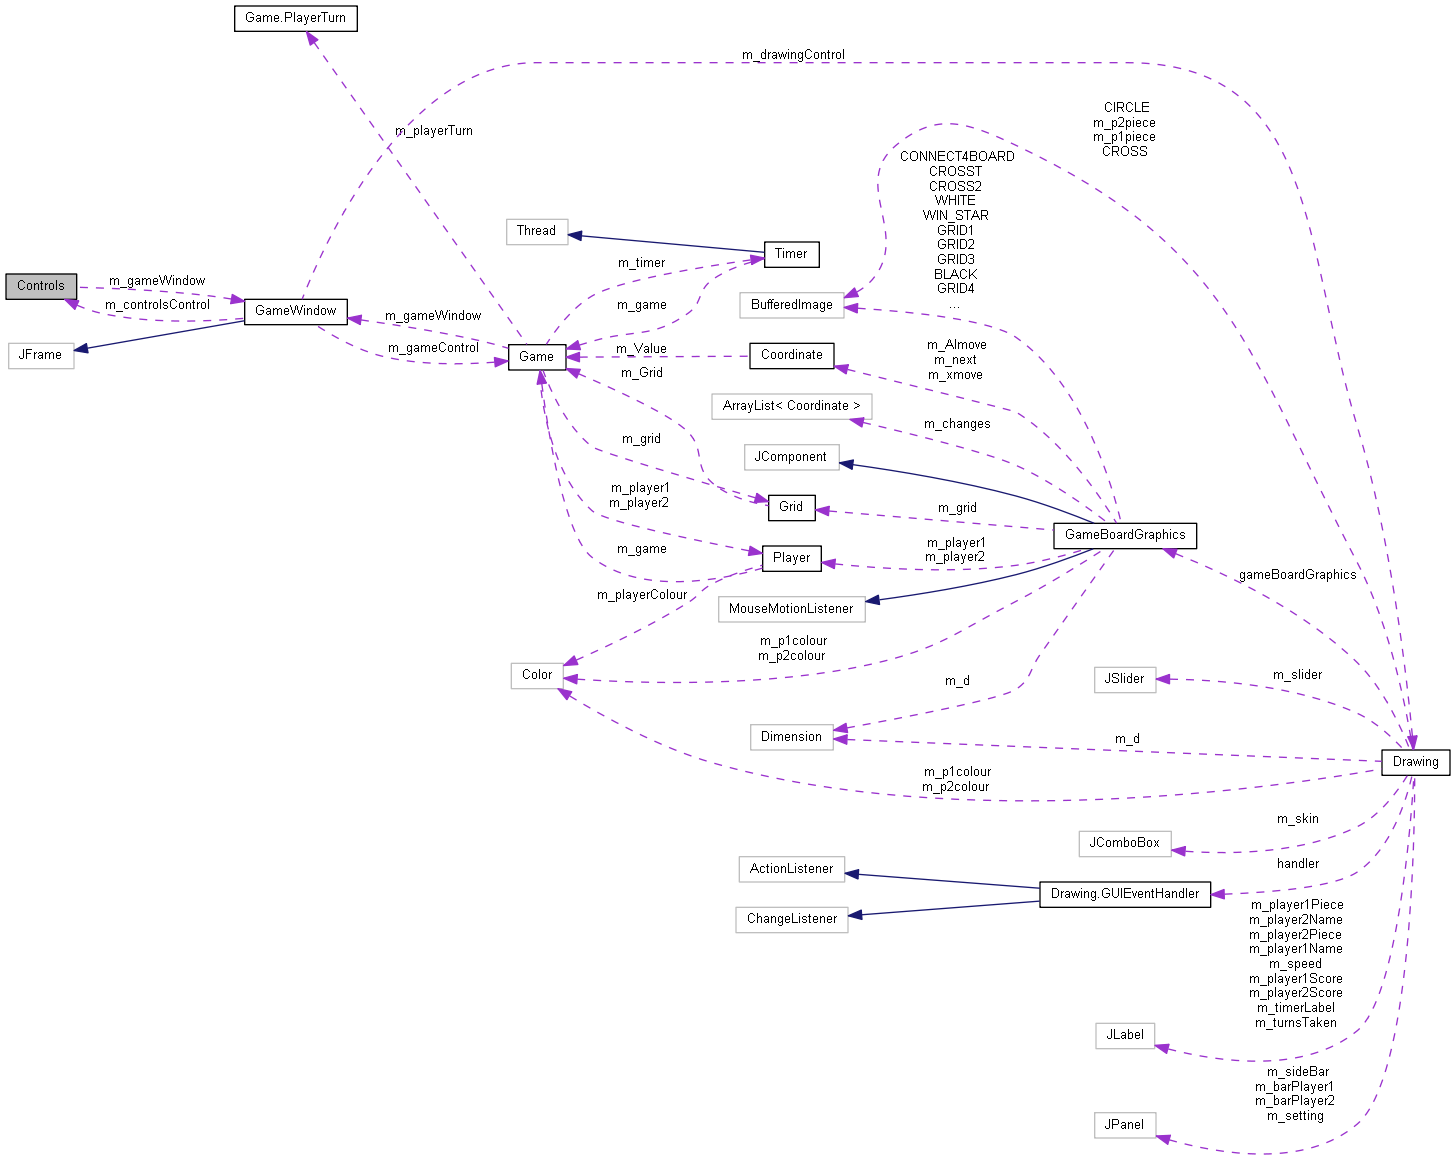 Game.PlayerTurn
m_drawingControl
CIRCLE
m_p2piece
m_p1piece
CROSS
m_playerTurn
CONNECT4BOARD
CROSST
CROSS2
WHITE
WIN_STAR
GRID1
GRID2
GRID3
BLACK
GRID4
...
Thread
Timer
m_timer
m_game
BufferedImage
Controls
m_gameWindow
m_controlsControl
GameWindow
JFrame
m_gameWindow
m_gameControl
Game
m_Value
Coordinate
m_AImove
m_next
m_xmove
m_Grid
ArrayList< Coordinate >
m_changes
m_grid
JComponent
m_player1
m_player2
Grid
m_grid
GameBoardGraphics
m_game
Player
m_player1
m_player2
m_playerColour
MouseMotionListener
gameBoardGraphics
m_p1colour
m_p2colour
Color
m_d
JSlider
m_slider
Dimension
m_d
Drawing
m_p1colour
m_p2colour
m_skin
JComboBox
handler
ActionListener
Drawing.GUIEventHandler
ChangeListener
m_player1Piece
m_player2Name
m_player2Piece
m_player1Name
m_speed
m_player1Score
m_player2Score
m_timerLabel
m_turnsTaken
JLabel
m_sideBar
m_barPlayer1
m_barPlayer2
m_setting
JPanel